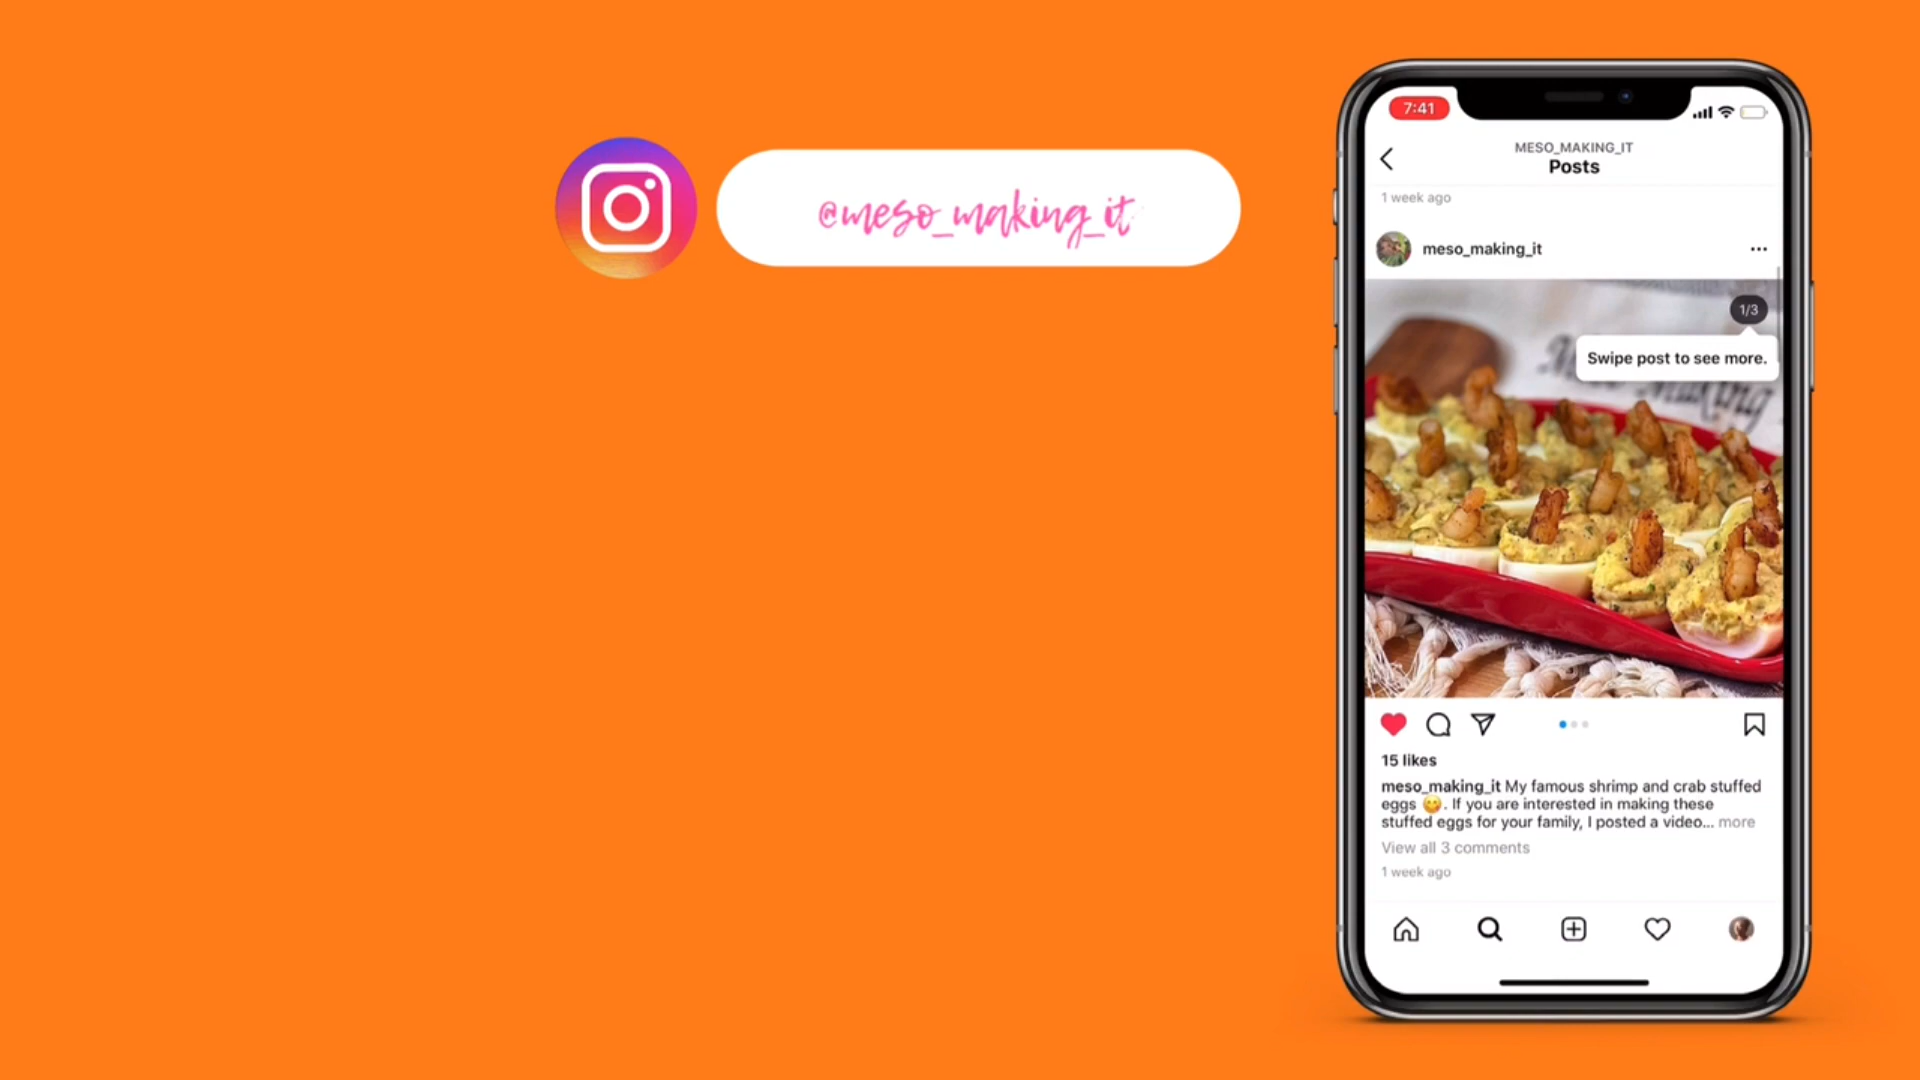 @meso_making_it
7:41
MESO_MAKING_IT
Posts
1 week ago
meso_making_it
1/3
Swipe post to see more.
15 likes
meso_making_it My famous shrimp and crab stuffed
eggs 😋. If you are interested in making these
stuffed eggs for your family, I posted a video... more
View all 3 comments
1 week ago